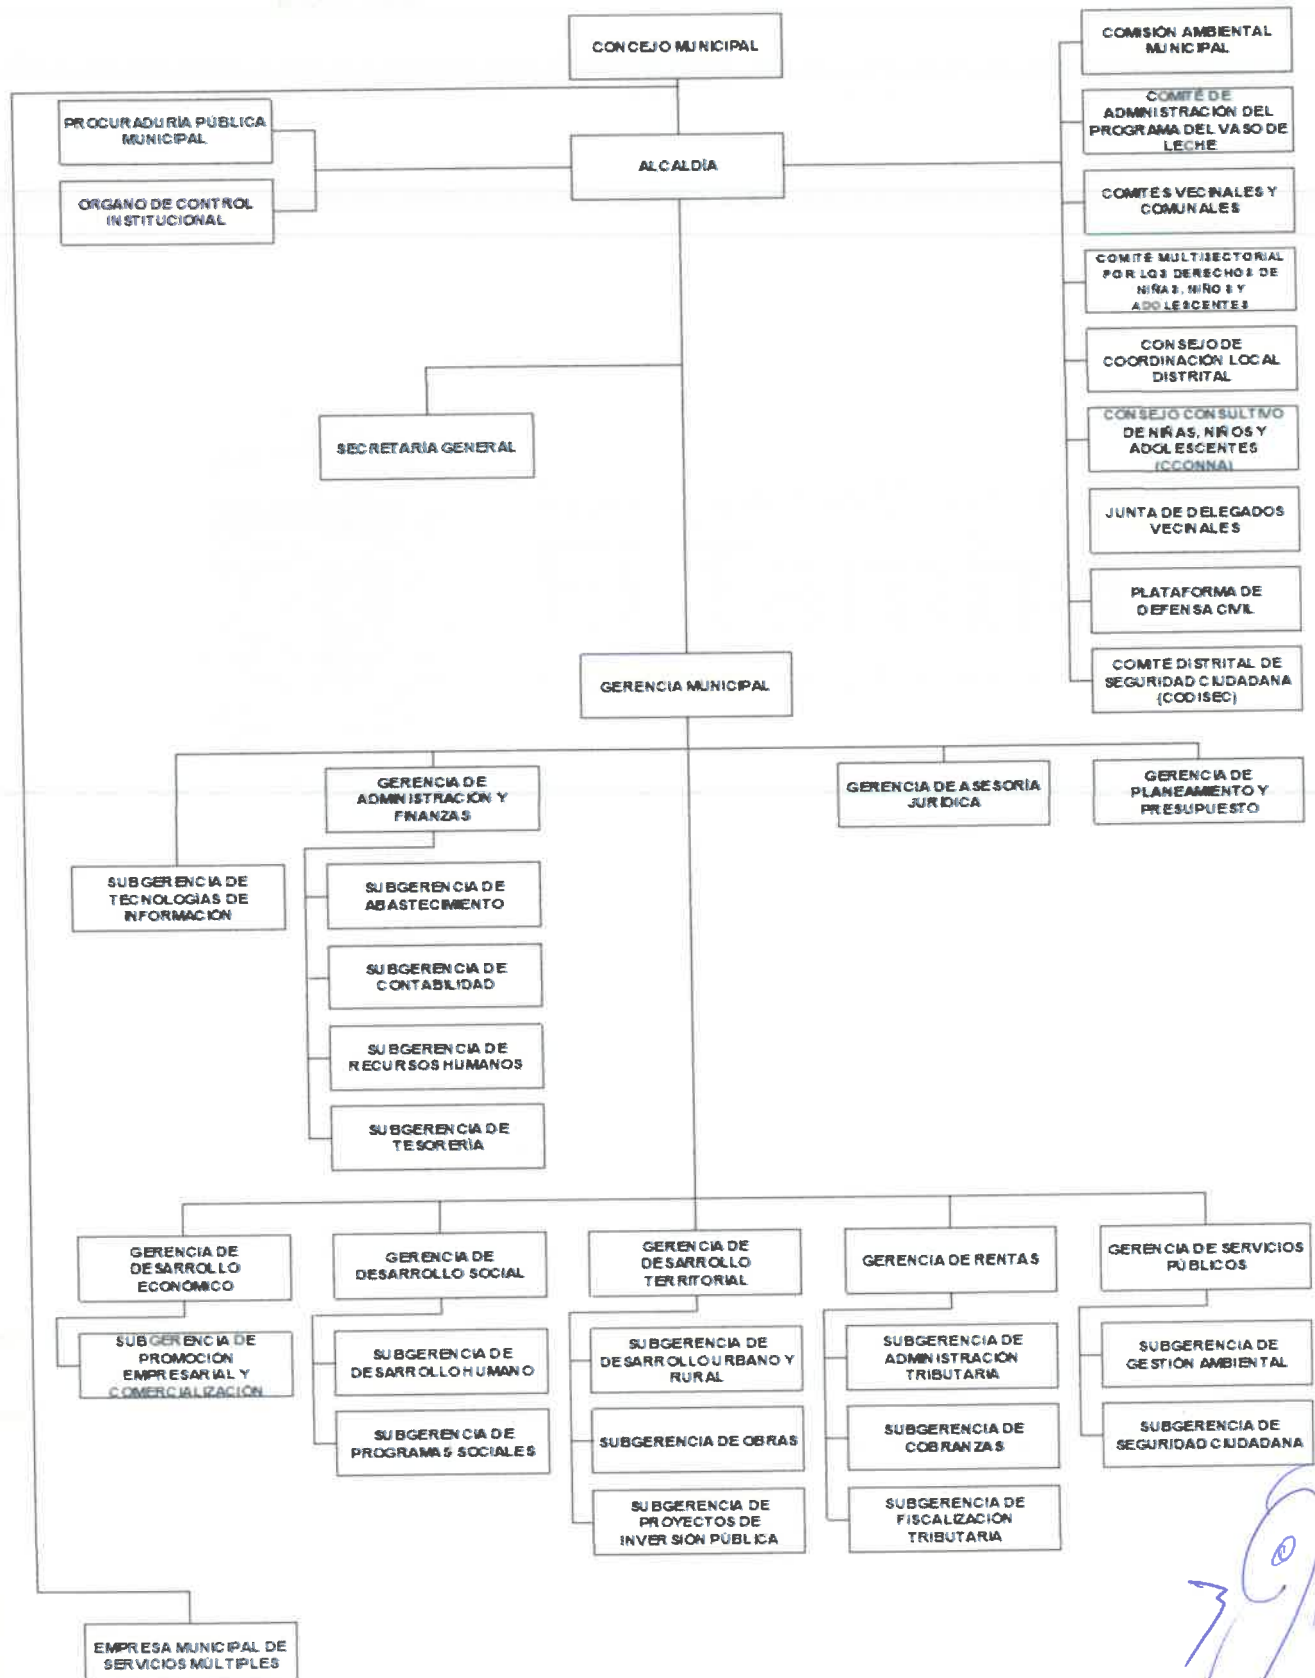 CONCEJO MUNICIPAL
PROCURADURÍA PÚBLICA
MUNICIPAL
ORGANO DE CONTROL
INSTITUCIONAL
ALCALDÍA
COMISIÓN AMBIENTAL
MUNICIPAL
COMITÉ DE
ADMINISTRACIÓN DEL
PROGRAMA DEL VASO DE
LECHE
COMITÉS VECINALES Y
COMUNALES
COMITÉ MULTISECTORIAL
POR LOS DERECHOS DE
NIÑAS, NIÑOS Y
ADOLESCENTES
CONSEJO DE
COORDINACIÓN LOCAL
DISTRITAL
CONSEJO CONSULTIVO
DE NIÑAS, NIÑOS Y
ADOLESCENTES
(CCONNA)
JUNTA DE DELEGADOS
VECINALES
PLATAFORMA DE
DEFENSA CIVIL
COMITÉ DISTRITAL DE
SEGURIDAD CIUDADANA
(CODISEC)
SECRETARÍA GENERAL
GERENCIA MUNICIPAL
SUBGERENCIA DE
TECNOLOGÍAS DE
INFORMACIÓN
GERENCIA DE
ADMINISTRACIÓN Y
FINANZAS
SUBGERENCIA DE
ABASTECIMIENTO
SUBGERENCIA DE
CONTABILIDAD
SUBGERENCIA DE
RECURSOS HUMANOS
SUBGERENCIA DE
TESORERÍA
GERENCIA DE ASESORÍA
JURÍDICA
GERENCIA DE
PLANEAMIENTO Y
PRESUPUESTO
GERENCIA DE
DESARROLLO
ECONÓMICO
SUBGERENCIA DE
PROMOCIÓN
EMPRESARIAL Y
COMERCIALIZACIÓN
GERENCIA DE
DESARROLLO SOCIAL
SUBGERENCIA DE
DESARROLLO HUMANO
SUBGERENCIA DE
PROGRAMAS SOCIALES
GERENCIA DE
DESARROLLO
TERRITORIAL
SUBGERENCIA DE
DESARROLLO URBANO Y
RURAL
SUBGERENCIA DE OBRAS
SUBGERENCIA DE
PROYECTOS DE
INVERSIÓN PÚBLICA
GERENCIA DE RENTAS
SUBGERENCIA DE
ADMINISTRACIÓN
TRIBUTARIA
SUBGERENCIA DE
COBRANZAS
SUBGERENCIA DE
FISCALIZACIÓN
TRIBUTARIA
GERENCIA DE SERVICIOS
PÚBLICOS
SUBGERENCIA DE
GESTIÓN AMBIENTAL
SUBGERENCIA DE
SEGURIDAD CIUDADANA
EMPRESA MUNICIPAL DE
SERVICIOS MÚLTIPLES